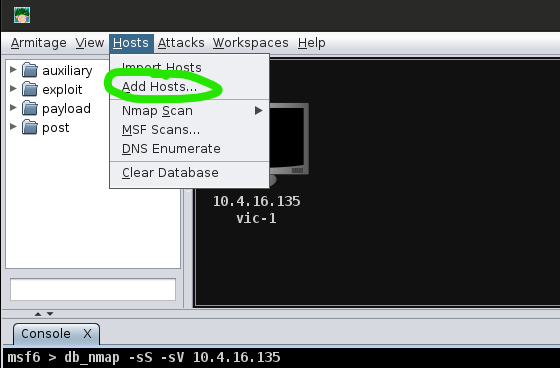 Armitage View Hosts Attacks Workspaces Help
auxiliary
exploit
payload
post
Import Hosts
Add Hosts...
Nmap Scan
MSF Scans...
DNS Enumerate
Clear Database
10.4.16.135
vic-1
Console X
msf6 > db_nmap -sS -sV 10.4.16.135